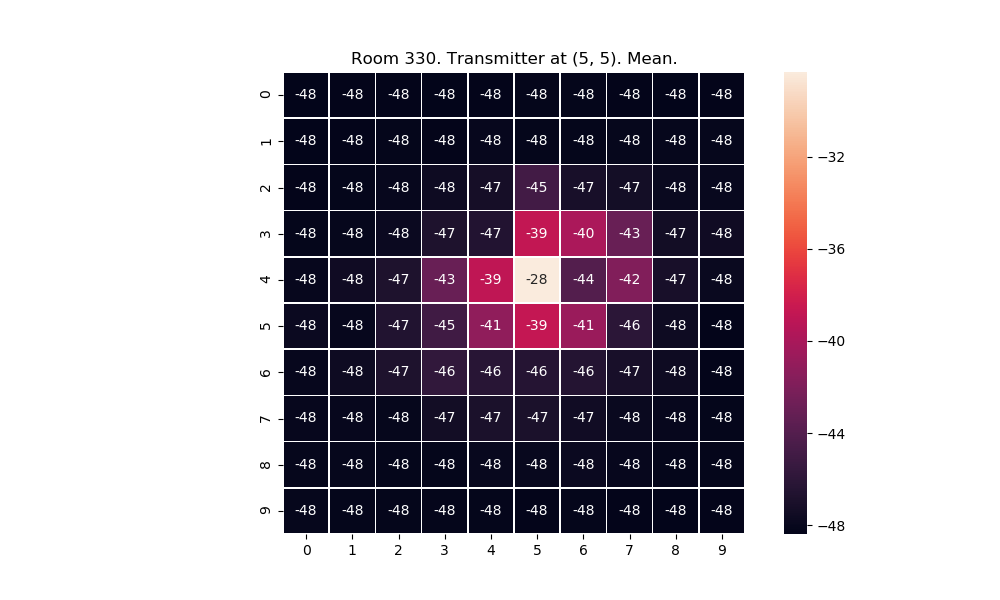 Room 330. Transmitter at (5, 5). Mean.
0 -48 -48 -48 -48 -48 -48 -48 -48 -48 -48
1 -48 -48 -48 -48 -48 -48 -48 -48 -48 -48
2 -48 -48 -48 -48 -47 -45 -47 -47 -48 -48
3 -48 -48 -48 -47 -47 -39 -40 -43 -47 -48
4 -48 -48 -47 -43 -39 -28 -44 -42 -47 -48
5 -48 -48 -47 -45 -41 -39 -41 -46 -48 -48
6 -48 -48 -47 -46 -46 -46 -46 -47 -48 -48
7 -48 -48 -48 -47 -47 -47 -47 -48 -48 -48
8 -48 -48 -48 -48 -48 -48 -48 -48 -48 -48
9 -48 -48 -48 -48 -48 -48 -48 -48 -48 -48
0 1 2 3 4 5 6 7 8 9
−32
−36
−40
−44
−48